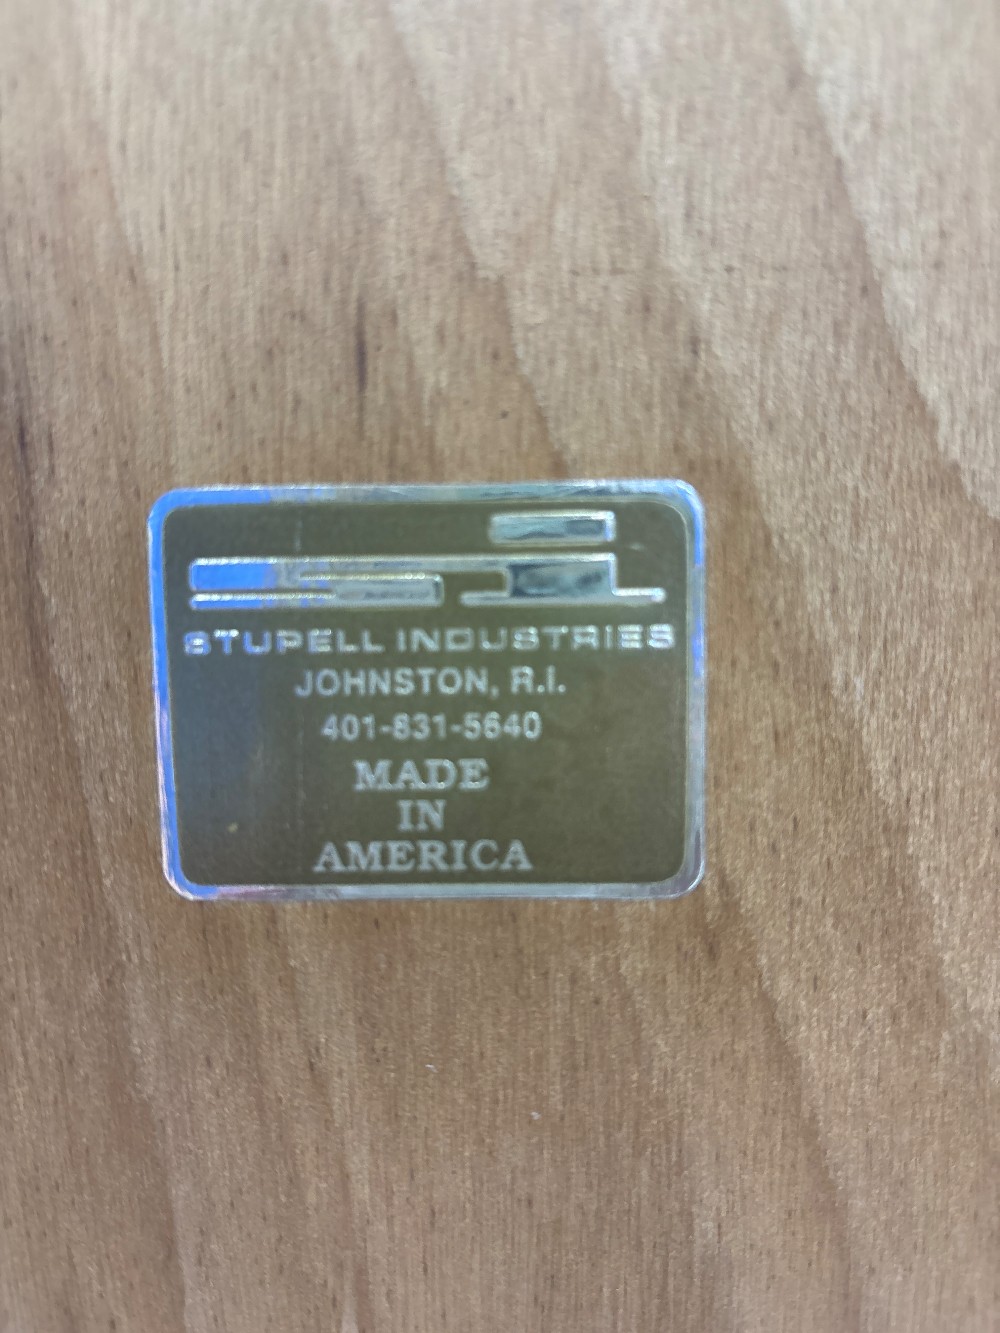 STUPELL INDUSTRIES
JOHNSTON, R.I.
401-831-5640
MADE
IN
AMERICA